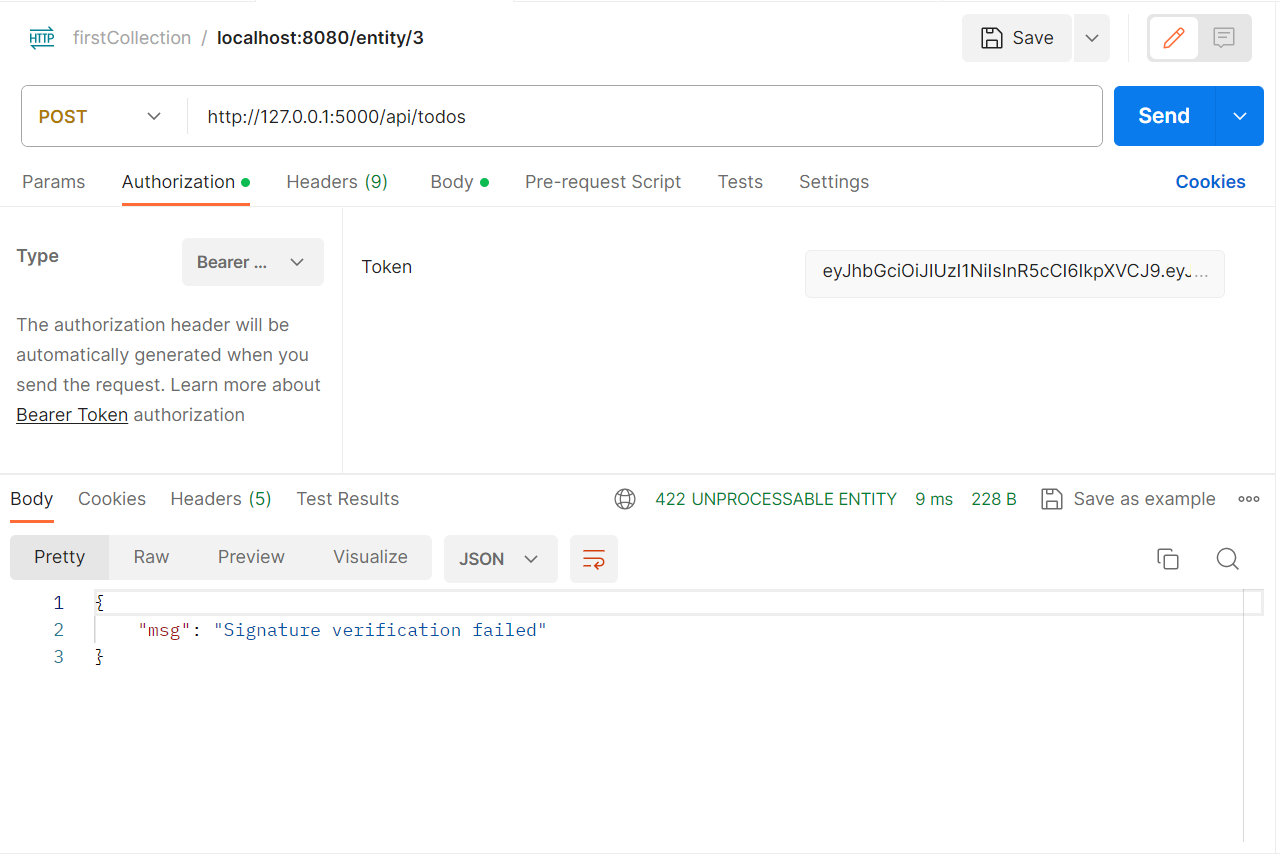 HTTP firstCollection / localhost:8080/entity/3 Save
POST http://127.0.0.1:5000/api/todos Send
Params Authorization Headers (9) Body Pre-request Script Tests Settings Cookies
Type Bearer ... Token eyJhbGciOiJIUzI1NiIsInR5cCI6IkpXVCJ9.eyJ...
The authorization header will be
automatically generated when you
send the request. Learn more about
Bearer Token authorization
Body Cookies Headers (5) Test Results 422 UNPROCESSABLE ENTITY 9 ms 228 B Save as example
Pretty Raw Preview Visualize JSON
1 {
2 "msg": "Signature verification failed"
3 }